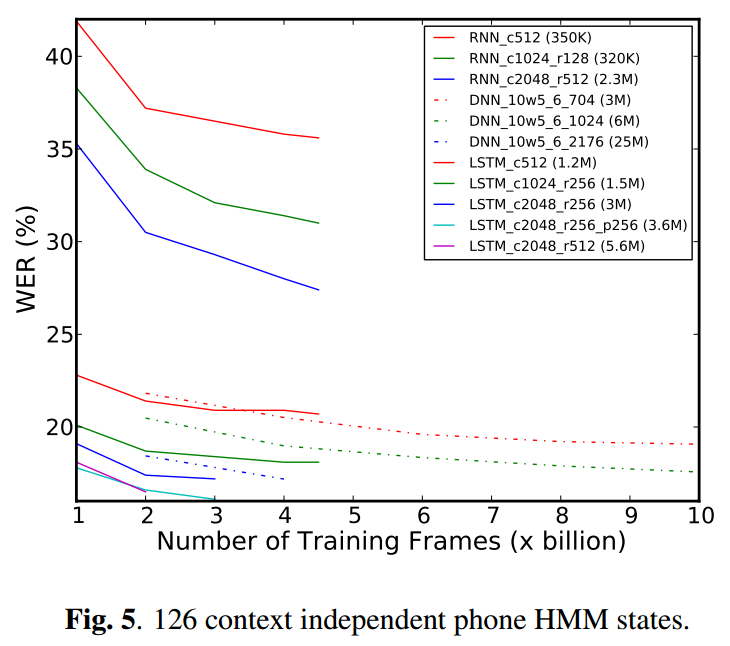 40
35
30
25
20
WER (%)
RNN_c512 (350K)
RNN_c1024_r128 (320K)
RNN_c2048_r512 (2.3M)
DNN_10w5_6_704 (3M)
DNN_10w5_6_1024 (6M)
DNN_10w5_6_2176 (25M)
LSTM_c512 (1.2M)
LSTM_c1024_r256 (1.5M)
LSTM_c2048_r256 (3M)
LSTM_c2048_r256_p256 (3.6M)
LSTM_c2048_r512 (5.6M)
1 2 3 4 5 6 7 8 9 10
Number of Training Frames (x billion)
Fig. 5. 126 context independent phone HMM states.